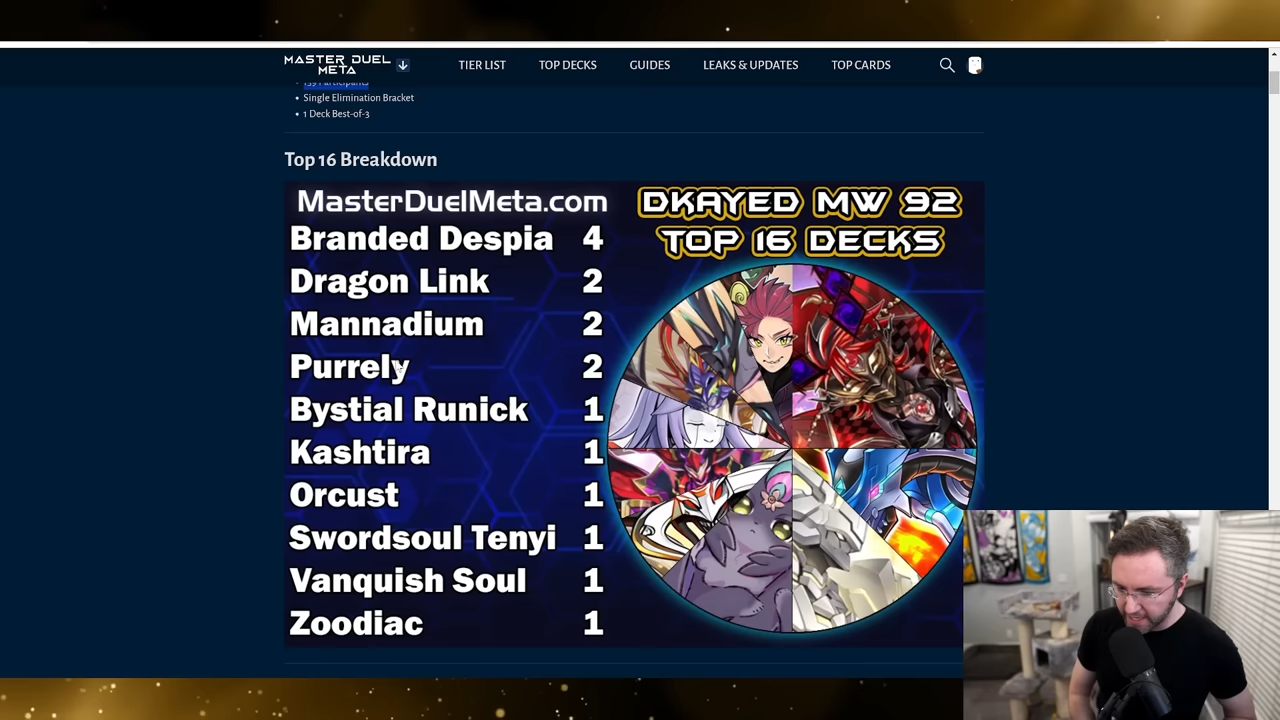 MASTER DUEL
META
TIER LIST
TOP DECKS
GUIDES
LEAKS & UPDATES
TOP CARDS
• Single Elimination Bracket
• 1 Deck Best-of-3
Top 16 Breakdown
MasterDuelMeta.com
DKAYED MW 92
TOP 16 DECKS
Branded Despia 4
Dragon Link 2
Mannadium 2
Purrely 2
Bystial Runick 1
Kashtira 1
Orcust 1
Swordsoul Tenyi 1
Vanquish Soul 1
Zoodiac 1